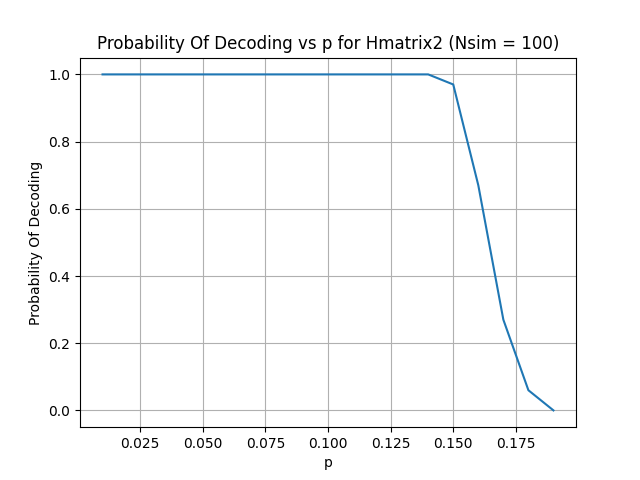 Probability Of Decoding vs p for Hmatrix2 (Nsim = 100)
Probability Of Decoding
1.0
0.8
0.6
0.4
0.2
0.0
0.025 0.050 0.075 0.100 0.125 0.150 0.175
p